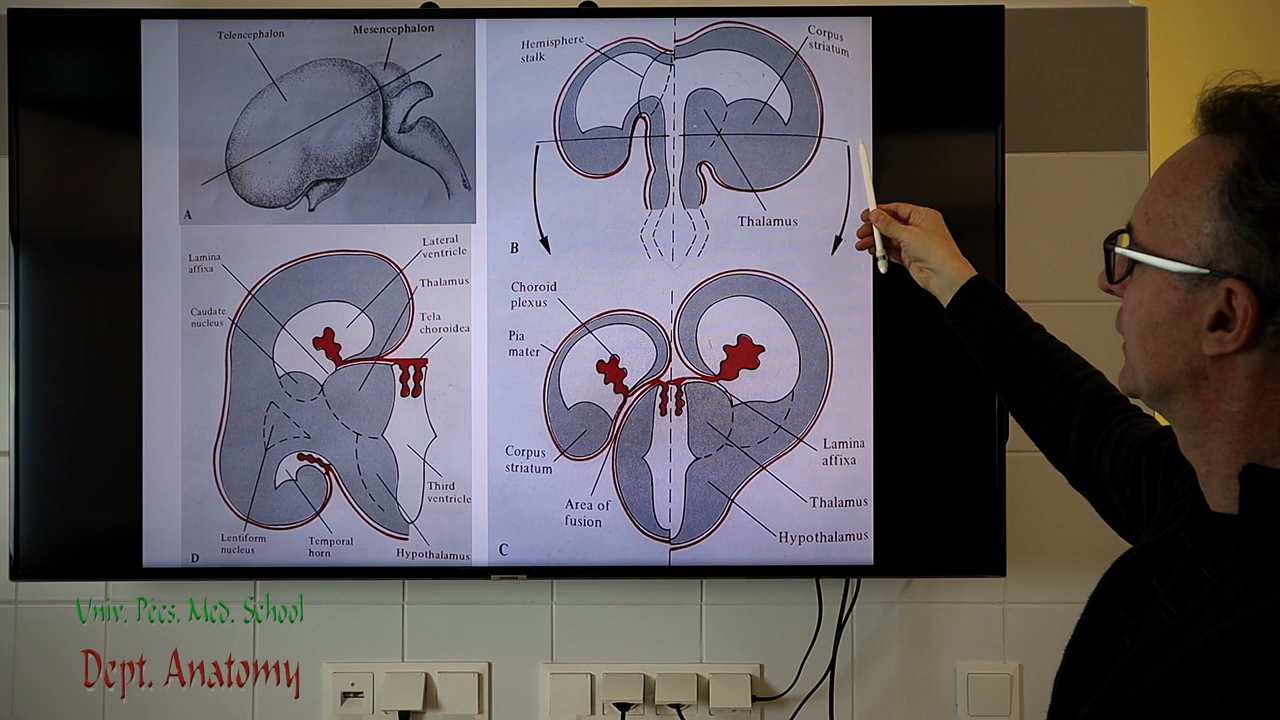 Telencephalon
Mesencephalon
A
Hemisphere
stalk
Corpus
striatum
Thalamus
B
Lamina
affixa
Caudate
nucleus
Lateral
ventricle
Thalamus
Tela
choroidea
Third
ventricle
Lentiform
nucleus
Temporal
horn
Hypothalamus
D
Choroid
plexus
Pia
mater
Corpus
striatum
Area of
fusion
Lamina
affixa
Thalamus
Hypothalamus
C
Univ. Pécs. Med. School
Dept. Anatomy